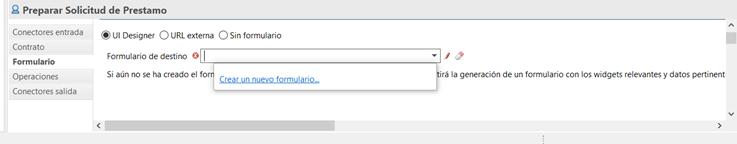 Preparar Solicitud de Prestamo
Conectores entrada
Contrato
Formulario
Operaciones
Conectores salida
UI Designer URL externa Sin formulario
Formulario de destino
Crear un nuevo formulario...
Si aún no se ha creado el form tirá la generación de un formulario con los widgets relevantes y datos pertinent